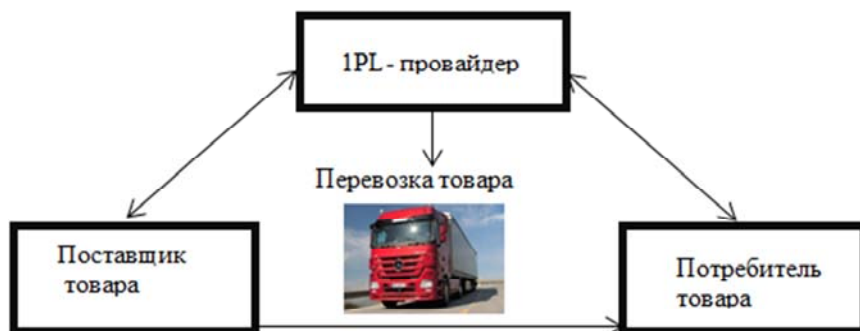 1PL - провайдер
Перевозка товара
Поставщик
товара
Потребитель
товара